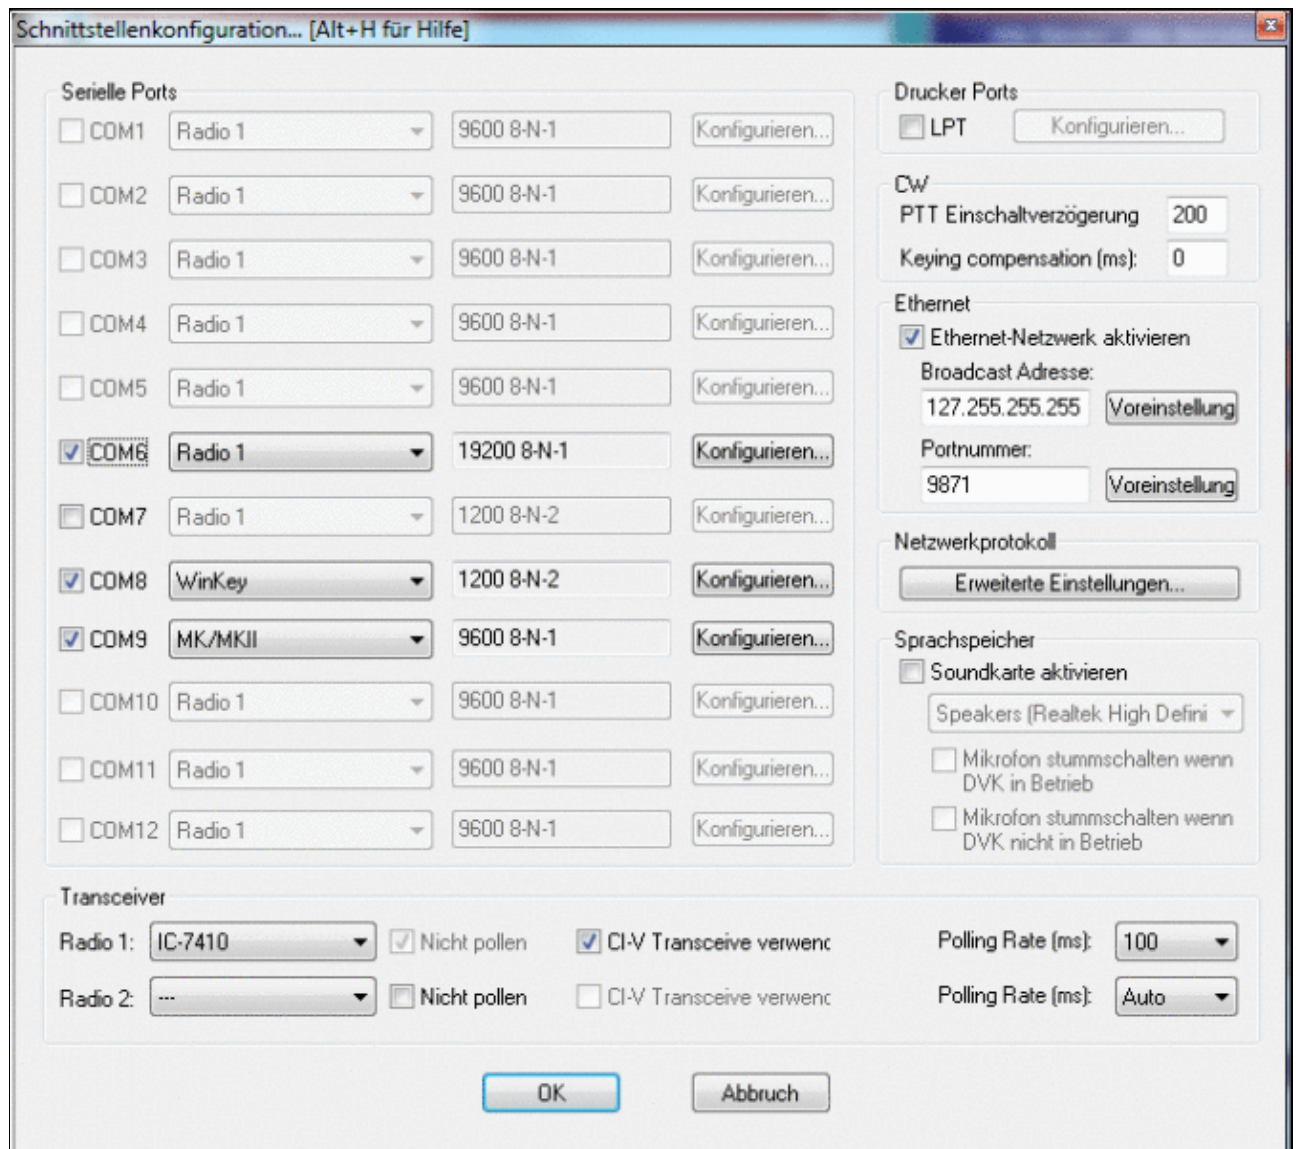 Schnittstellenkonfiguration... [Alt+H für Hilfe]
Serielle Ports
COM1 Radio 1 9600 8-N-1 Konfigurieren...
COM2 Radio 1 9600 8-N-1 Konfigurieren...
COM3 Radio 1 9600 8-N-1 Konfigurieren...
COM4 Radio 1 9600 8-N-1 Konfigurieren...
COM5 Radio 1 9600 8-N-1 Konfigurieren...
COM6 Radio 1 19200 8-N-1 Konfigurieren...
COM7 Radio 1 1200 8-N-2 Konfigurieren...
COM8 WinKey 1200 8-N-2 Konfigurieren...
COM9 MK/MKII 9600 8-N-1 Konfigurieren...
COM10 Radio 1 9600 8-N-1 Konfigurieren...
COM11 Radio 1 9600 8-N-1 Konfigurieren...
COM12 Radio 1 9600 8-N-1 Konfigurieren...
Drucker Ports
LPT Konfigurieren...
CW
PTT Einschaltverzögerung 200
Keying compensation (ms): 0
Ethernet
Ethernet-Netzwerk aktivieren
Broadcast Adresse:
127.255.255.255 Voreinstellung
Portnummer:
9871 Voreinstellung
Netzwerkprotokoll
Erweiterte Einstellungen...
Sprachspeicher
Soundkarte aktivieren
Speakers (Realtek High Defini
Mikrofon stummschalten wenn
DVK in Betrieb
Mikrofon stummschalten wenn
DVK nicht in Betrieb
Transceiver
Radio 1: IC-7410 Nicht pollen CI-V Transceive verwenc Polling Rate (ms): 100
Radio 2: --- Nicht pollen CI-V Transceive verwenc Polling Rate (ms): Auto
OK Abbruch